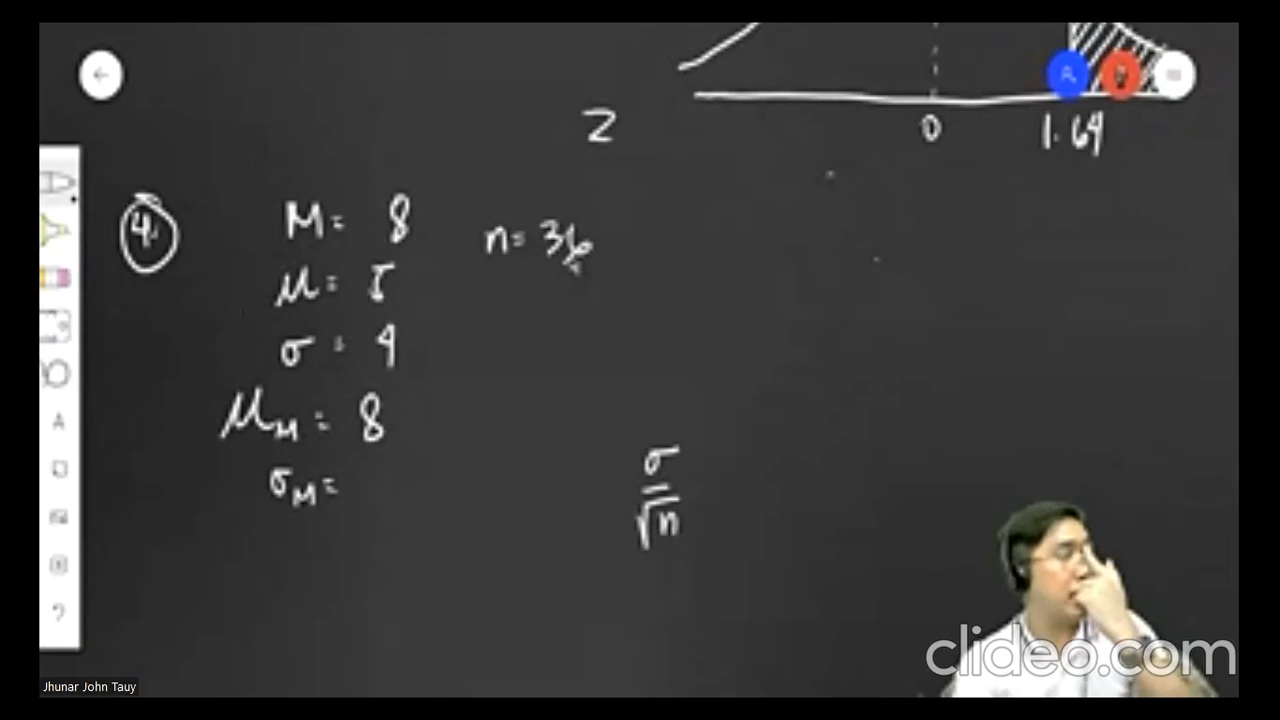 0 1.64
Z
4.
M = 8 n = 36
μ = 5
σ = 4
μM = 8
σM =
σ
√n
A
?
clideo.com
Jhunar John Tauy